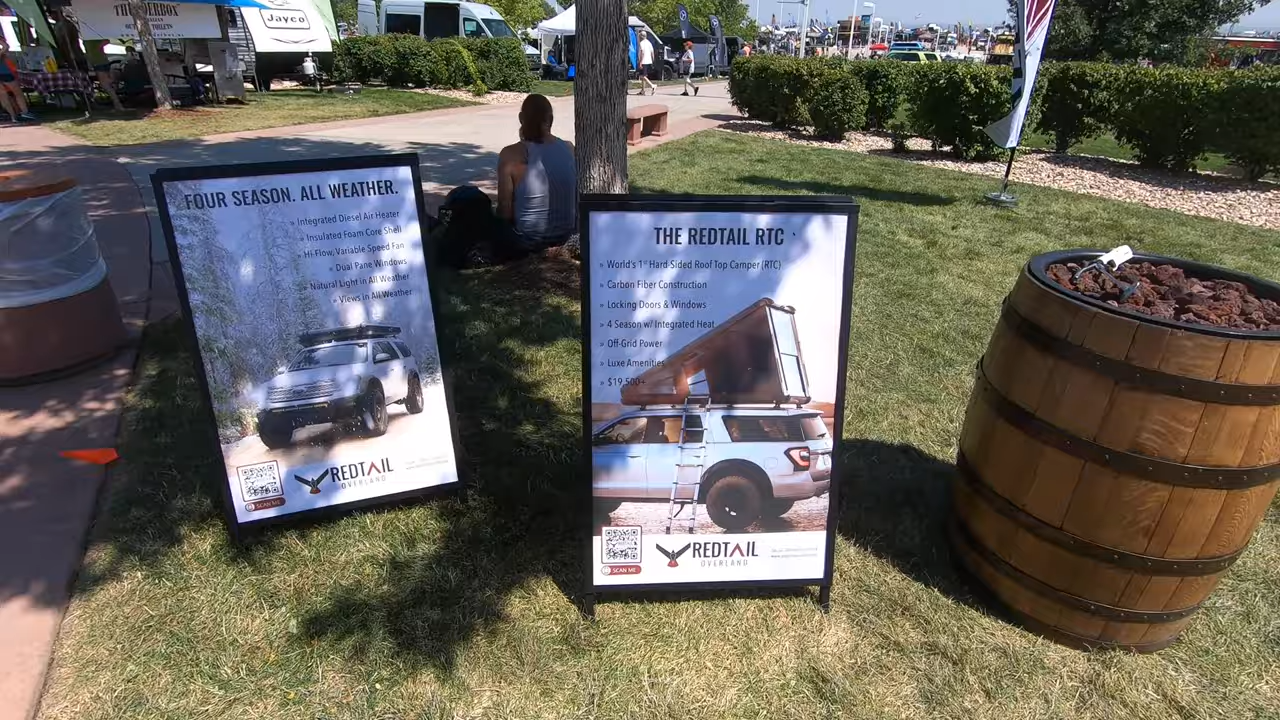 Jayco
FOUR SEASON. ALL WEATHER.
» Integrated Diesel Air Heater
» Insulated Foam Core Shell
» Hi-Flow, Variable Speed Fan
» Dual Pane Windows
Natural Light in All Weather
» Views in All Weather
SCAN ME
REDTAIL
OVERLAND
THE REDTAIL RTC
» World's 1st Hard-Sided Roof Top Camper (RTC)
» Carbon Fiber Construction
» Locking Doors & Windows
» 4 Season w/ Integrated Heat
» Off-Grid Power
» Luxe Amenities
» $19,500+
SCAN ME
REDTAIL
OVERLAND